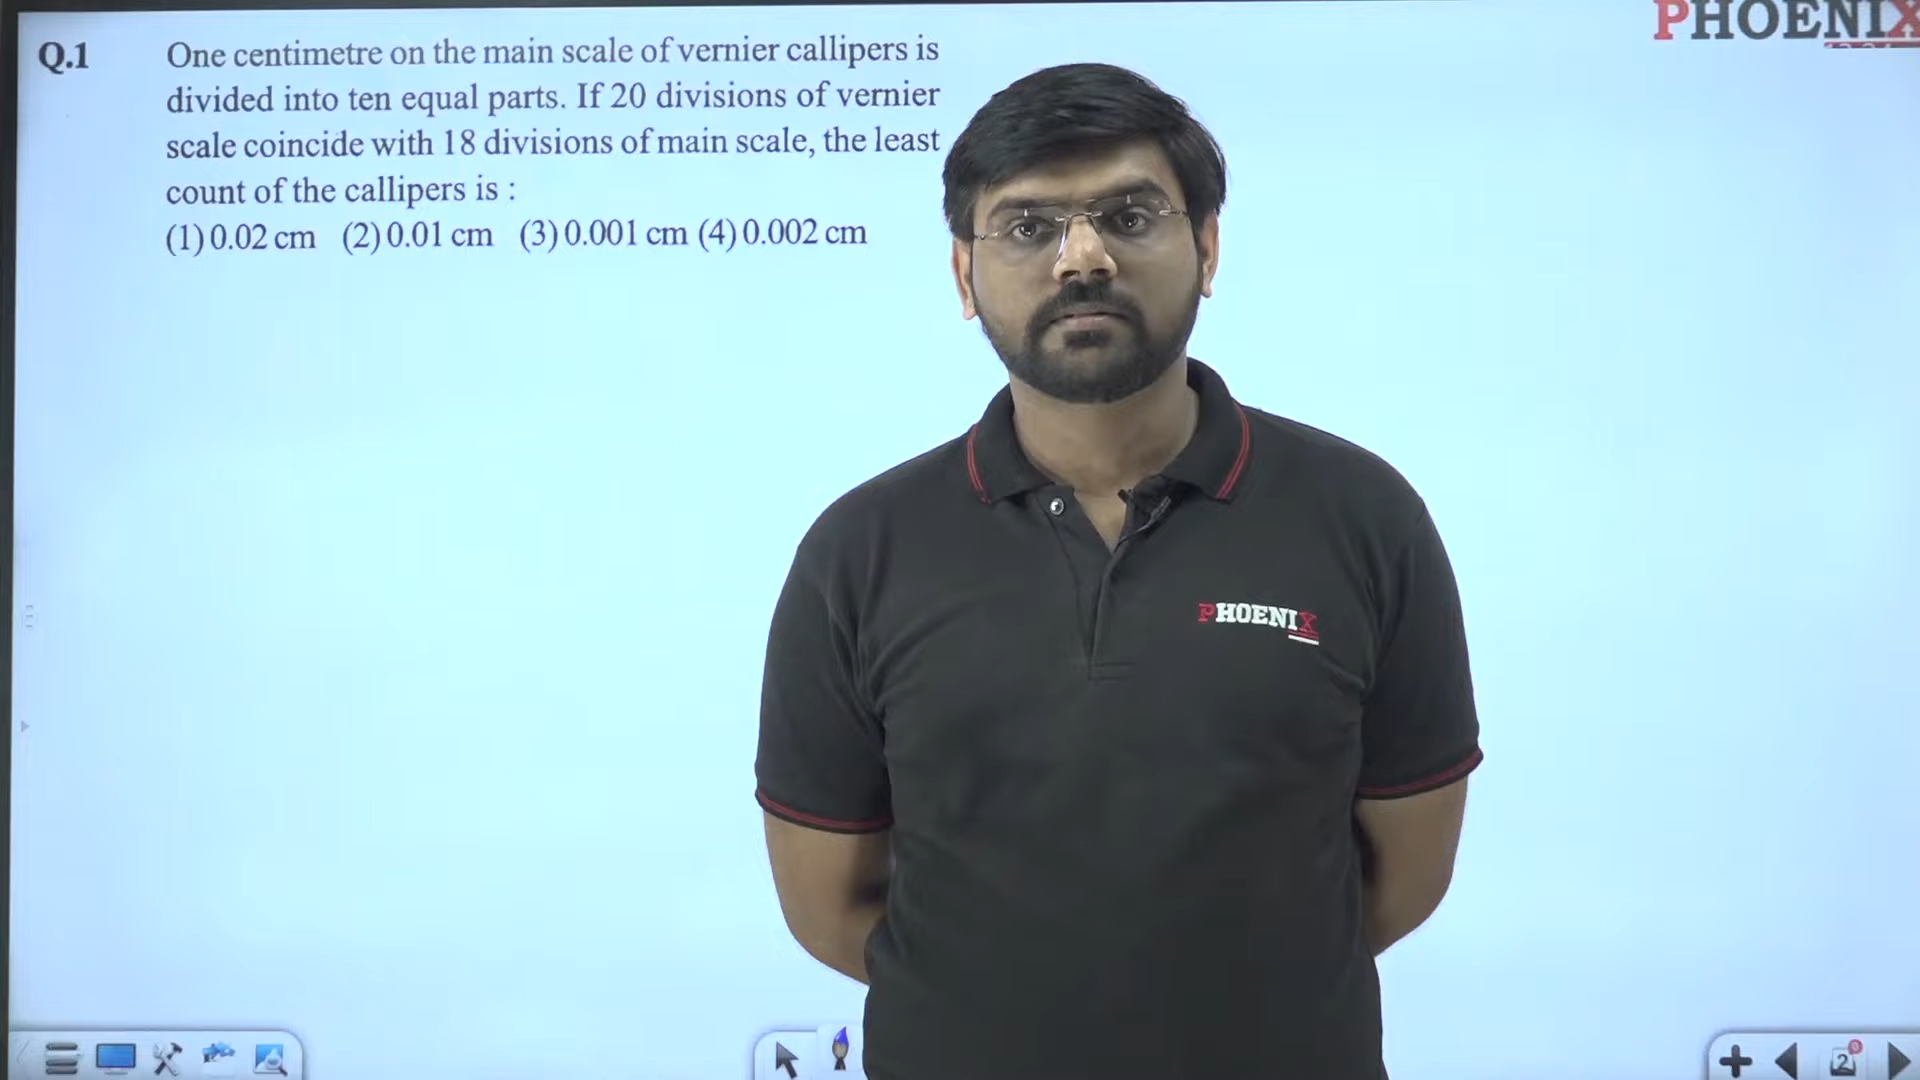 PHOENIX
Q.1 One centimetre on the main scale of vernier callipers is
divided into ten equal parts. If 20 divisions of vernier
scale coincide with 18 divisions of main scale, the least
count of the callipers is :
(1) 0.02 cm (2) 0.01 cm (3) 0.001 cm (4) 0.002 cm
PHOENIX
2